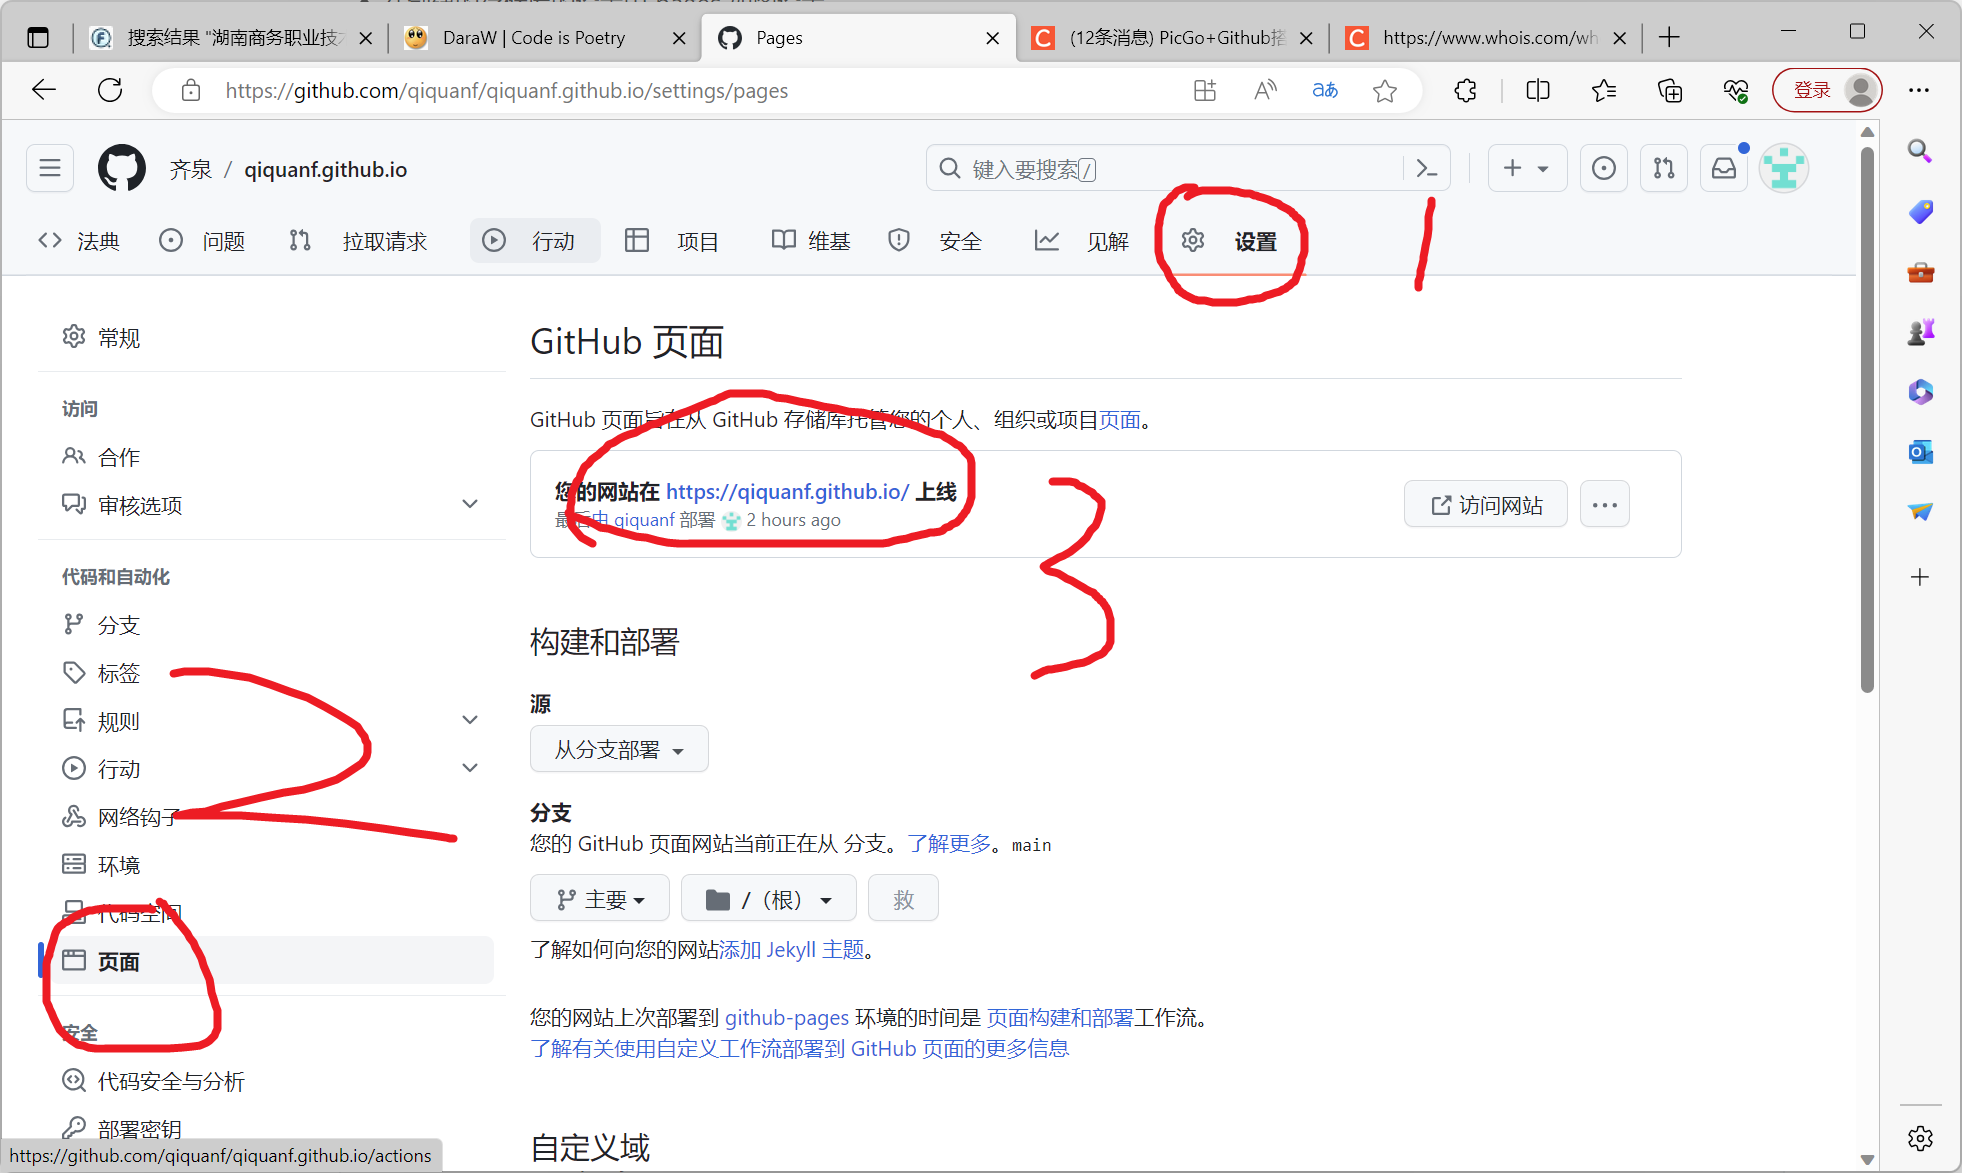 搜索结果 "湖南商务职业技
DaraW | Code is Poetry
Pages
(12条消息) PicGo+Github搭
https://www.whois.com/wh
https://github.com/qiquanf/qiquanf.github.io/settings/pages
登录
齐泉 / qiquanf.github.io
键入要搜索/
法典
问题
拉取请求
行动
项目
维基
安全
见解
设置
1
常规
访问
合作
审核选项
代码和自动化
分支
标签
规则
行动
网络钩子
环境
代码空间
页面
安全
代码安全与分析
部署密钥
2
GitHub 页面
GitHub 页面旨在从 GitHub 存储库托管您的个人、组织或项目页面。
您的网站在 https://qiquanf.github.io/ 上线
最后由 qiquanf 部署 2 hours ago
访问网站
3
构建和部署
源
从分支部署
分支
您的 GitHub 页面网站当前正在从 分支。了解更多。main
主要
/（根）
救
了解如何向您的网站添加 Jekyll 主题。
您的网站上次部署到 github-pages 环境的时间是 页面构建和部署工作流。
了解有关使用自定义工作流部署到 GitHub 页面的更多信息
自定义域
https://github.com/qiquanf/qiquanf.github.io/actions